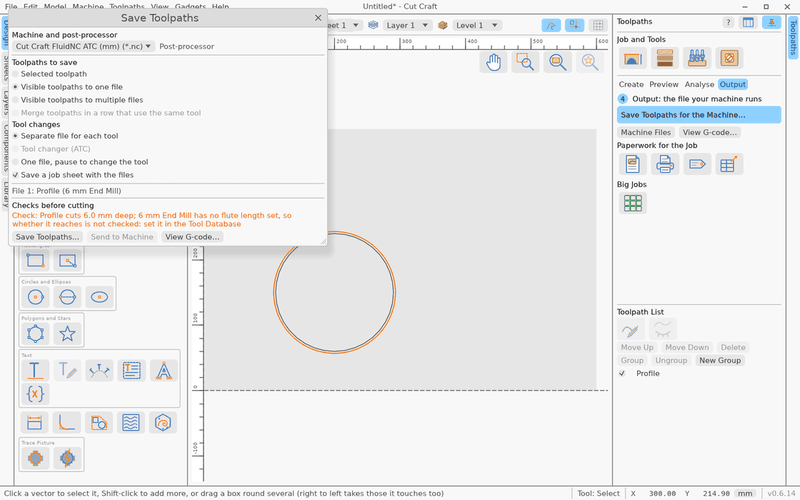 File Edit Model Machine Toolpaths View Gadgets Help
Untitled* - Cut Craft
Save Toolpaths
Machine and post-processor
Cut Craft FluidNC ATC (mm) (*.nc) Post-processor
Toolpaths to save
Selected toolpath
Visible toolpaths to one file
Visible toolpaths to multiple files
Merge toolpaths in a row that use the same tool
Tool changes
Separate file for each tool
Tool changer (ATC)
One file, pause to change the tool
Save a job sheet with the files
File 1: Profile (6 mm End Mill)
Checks before cutting
Check: Profile cuts 6.0 mm deep; 6 mm End Mill has no flute length set, so
whether it reaches is not checked: set it in the Tool Database
Save Toolpaths... Send to Machine View G-code...
Circles and Ellipses
Polygons and Stars
Text
Trace Picture
1 Layer 1 Level 1
200 300 400 500 600
200
100
0
-100
Toolpaths
?
Toolpaths
Job and Tools
Create Preview Analyse Output
4 Output: the file your machine runs
Save Toolpaths for the Machine...
Machine Files View G-code...
Paperwork for the Job
Big Jobs
Toolpath List
Move Up Move Down Delete
Group Ungroup New Group
Profile
Click a vector to select it, Shift-click to add more, or drag a box round several (right to left takes those it touches too)
Tool: Select X 300.00 Y 214.90 mm v0.6.14